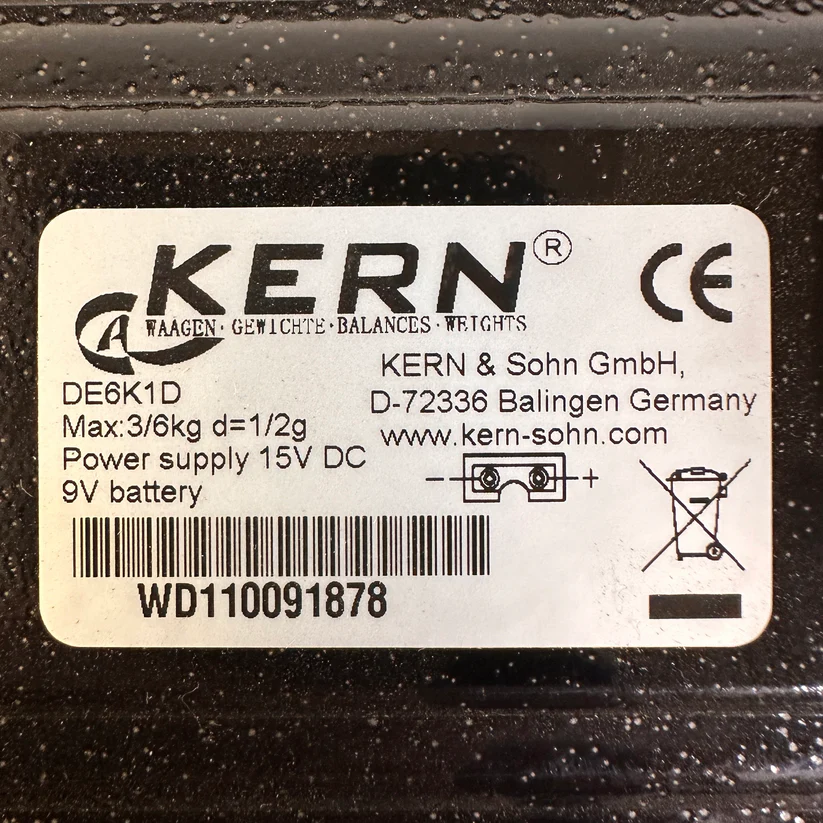 KERN®
WAAGEN · GEWICHTE · BALANCES · WEIGHTS
CE
KERN & Sohn GmbH,
D-72336 Balingen Germany
www.kern-sohn.com
DE6K1D
Max:3/6kg d=1/2g
Power supply 15V DC
9V battery
- +
WD110091878